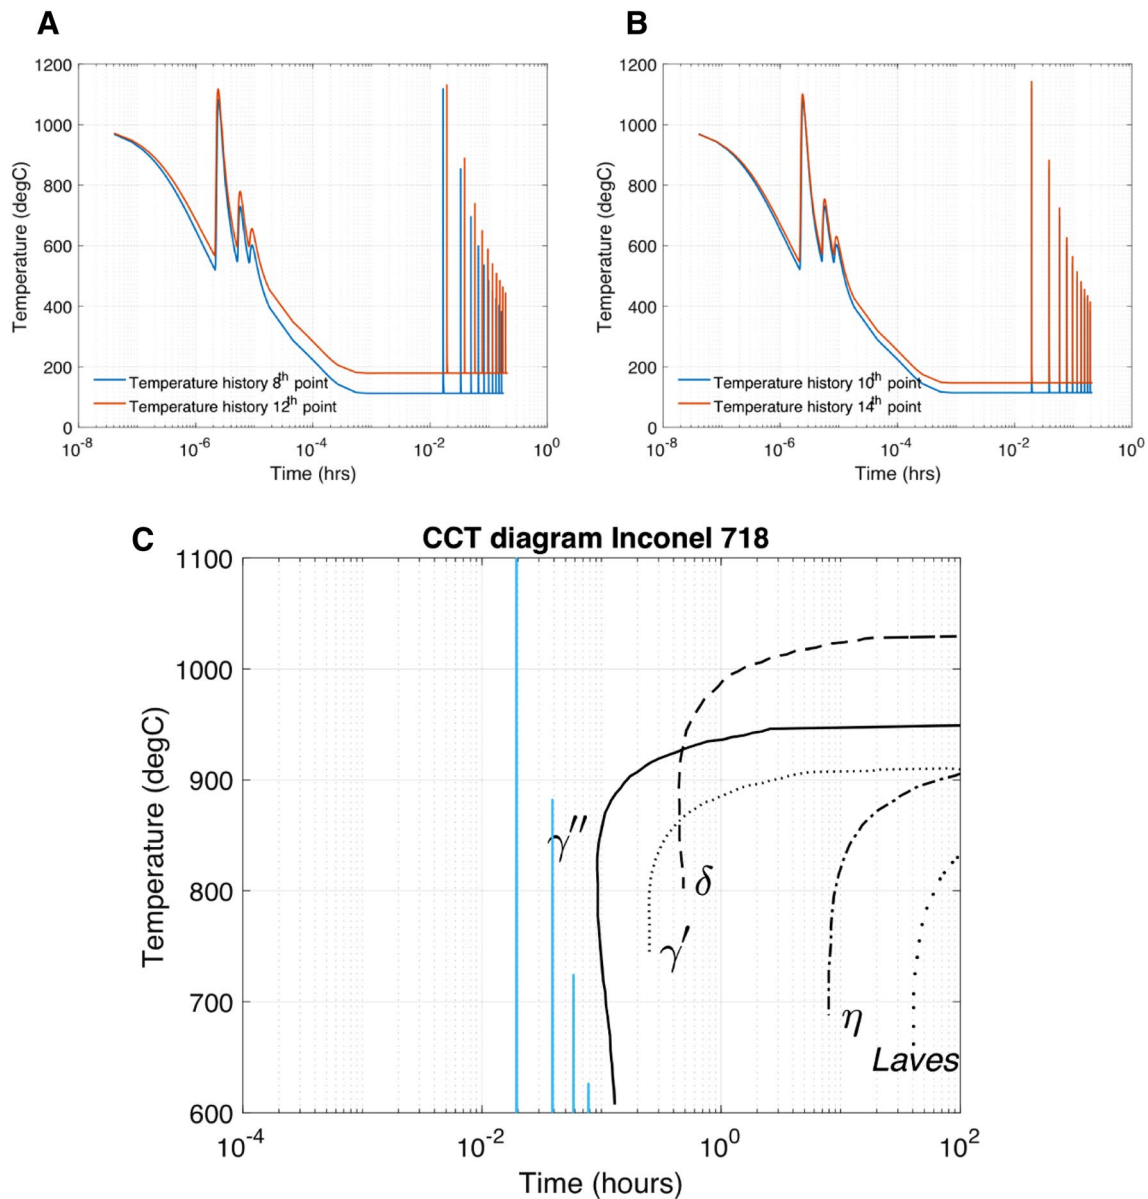 A
B
1200
1000
800
600
400
200
0
Temperature (degC)
Temperature history 8th point
Temperature history 12th point
10-8
10-6
10-4
10-2
100
Time (hrs)
1200
1000
800
600
400
200
0
Temperature (degC)
Temperature history 10th point
Temperature history 14th point
10-8
10-6
10-4
10-2
100
Time (hrs)
C
CCT diagram Inconel 718
1100
1000
900
800
700
600
Temperature (degC)
γ′′
δ
γ′
η
Laves
10-4
10-2
100
102
Time (hours)